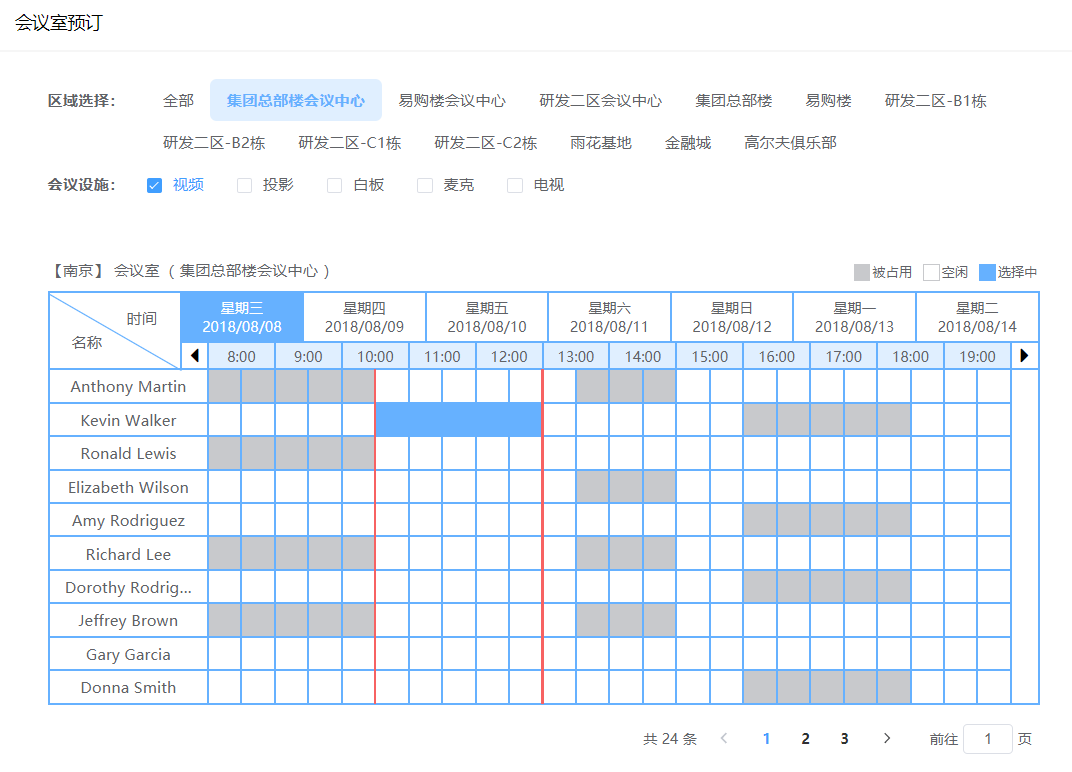 会议室预订
区域选择： 全部 集团总部楼会议中心 易购楼会议中心 研发二区会议中心 集团总部楼 易购楼 研发二区-B1栋
研发二区-B2栋 研发二区-C1栋 研发二区-C2栋 雨花基地 金融城 高尔夫俱乐部
会议设施： 视频 投影 白板 麦克 电视
【南京】 会议室 （ 集团总部楼会议中心 ） 被占用 空闲 选择中
时间 星期三 星期四 星期五 星期六 星期日 星期一 星期二
2018/08/08 2018/08/09 2018/08/10 2018/08/11 2018/08/12 2018/08/13 2018/08/14
名称 8:00 9:00 10:00 11:00 12:00 13:00 14:00 15:00 16:00 17:00 18:00 19:00
Anthony Martin
Kevin Walker
Ronald Lewis
Elizabeth Wilson
Amy Rodriguez
Richard Lee
Dorothy Rodrig...
Jeffrey Brown
Gary Garcia
Donna Smith
共 24 条 1 2 3 前往 1 页